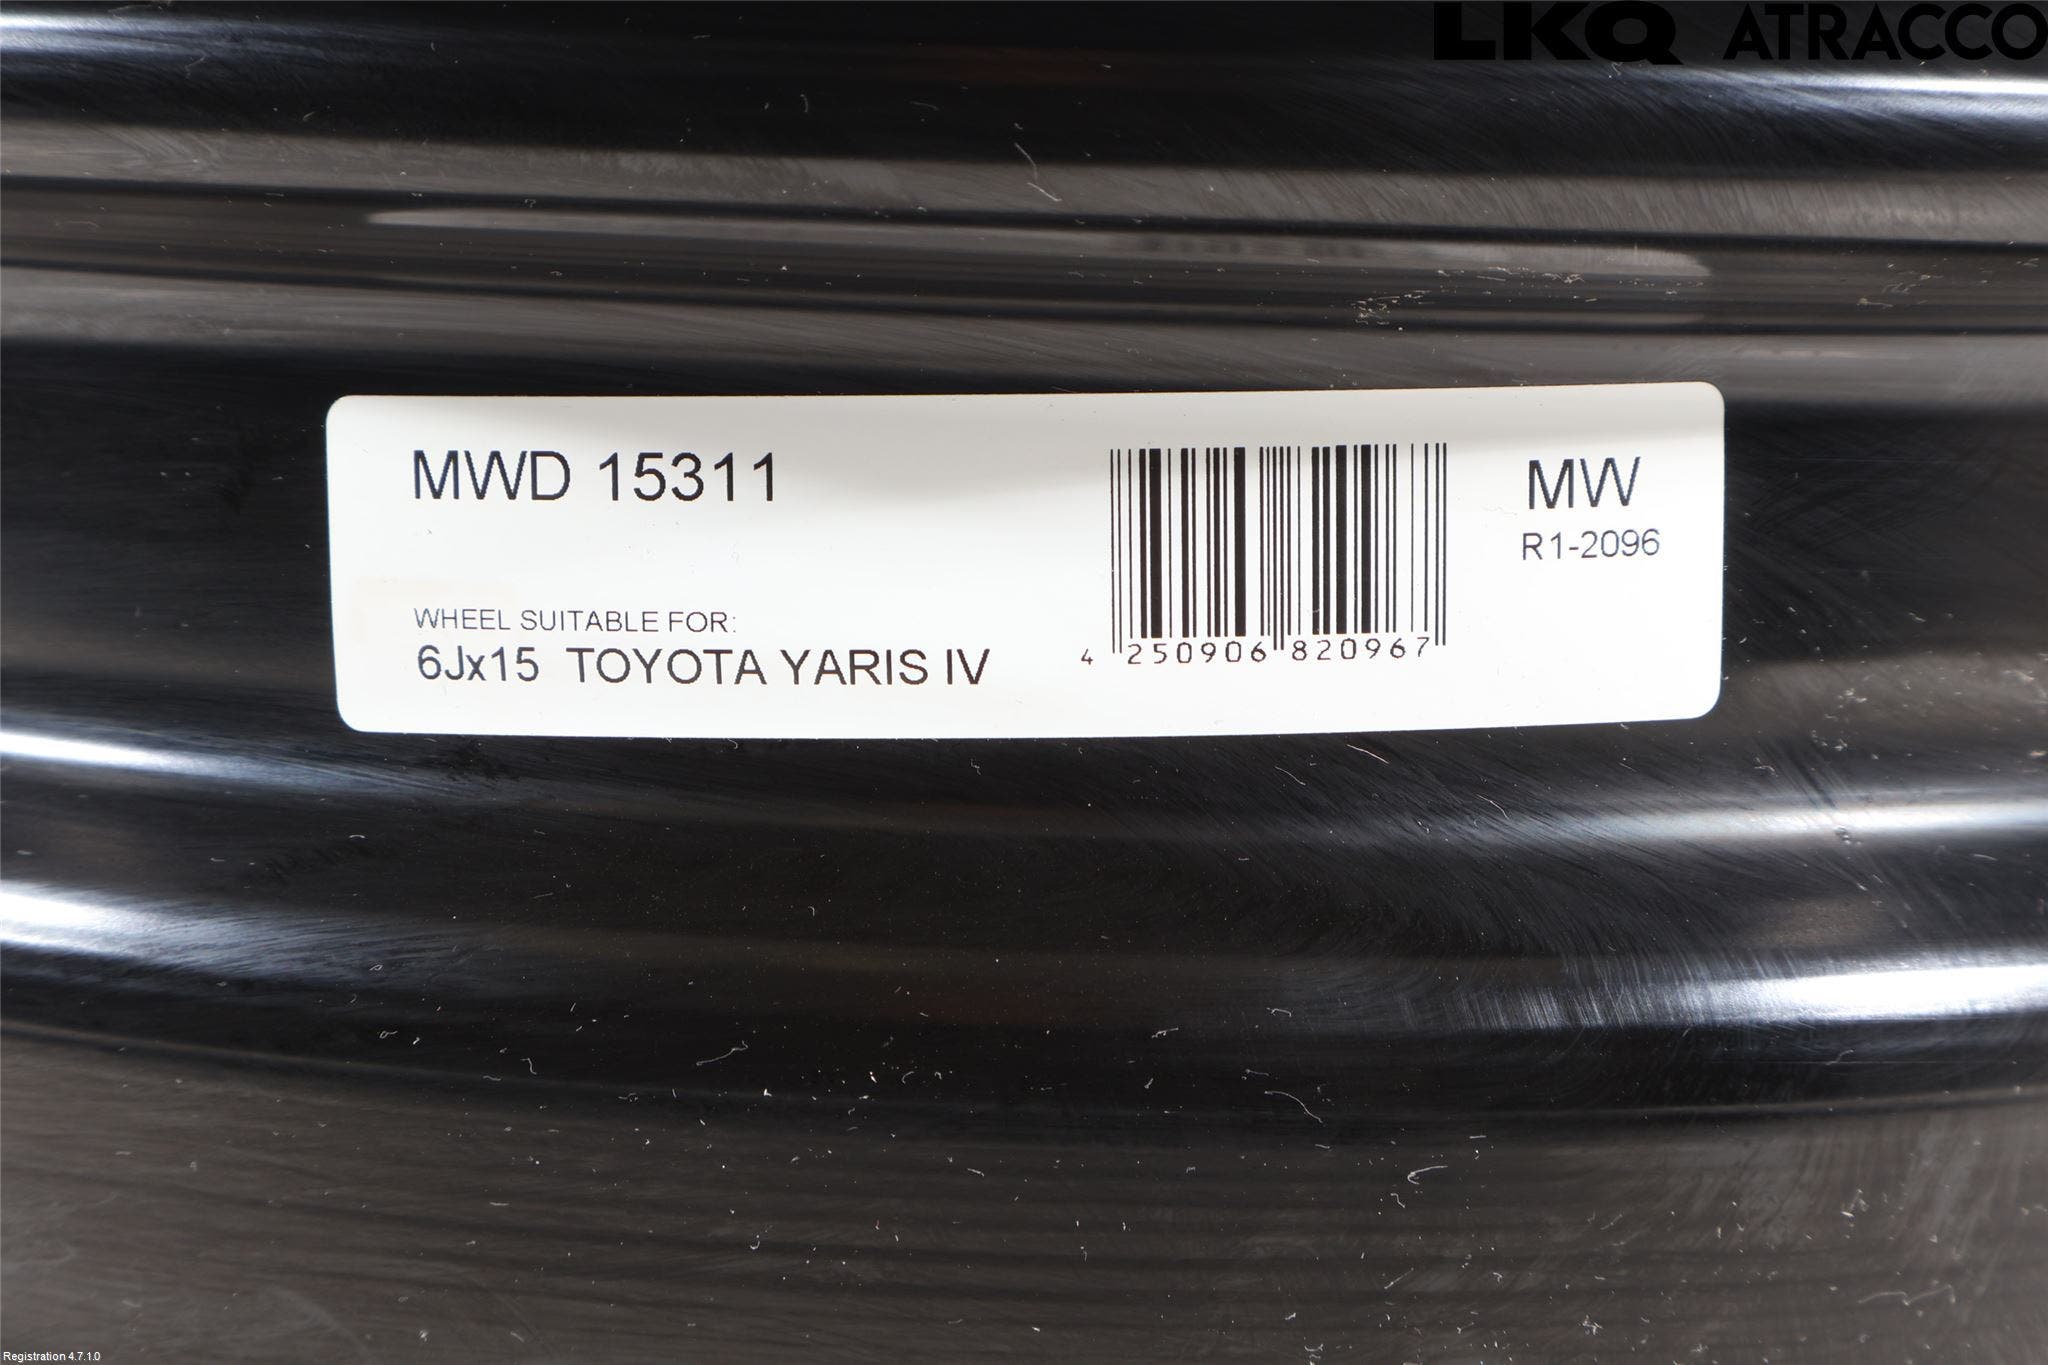 LKQ ATRACCO
MWD 15311
MW
R1-2096
WHEEL SUITABLE FOR:
6Jx15 TOYOTA YARIS IV
4 250906 820967
Registration 4.7.1.0